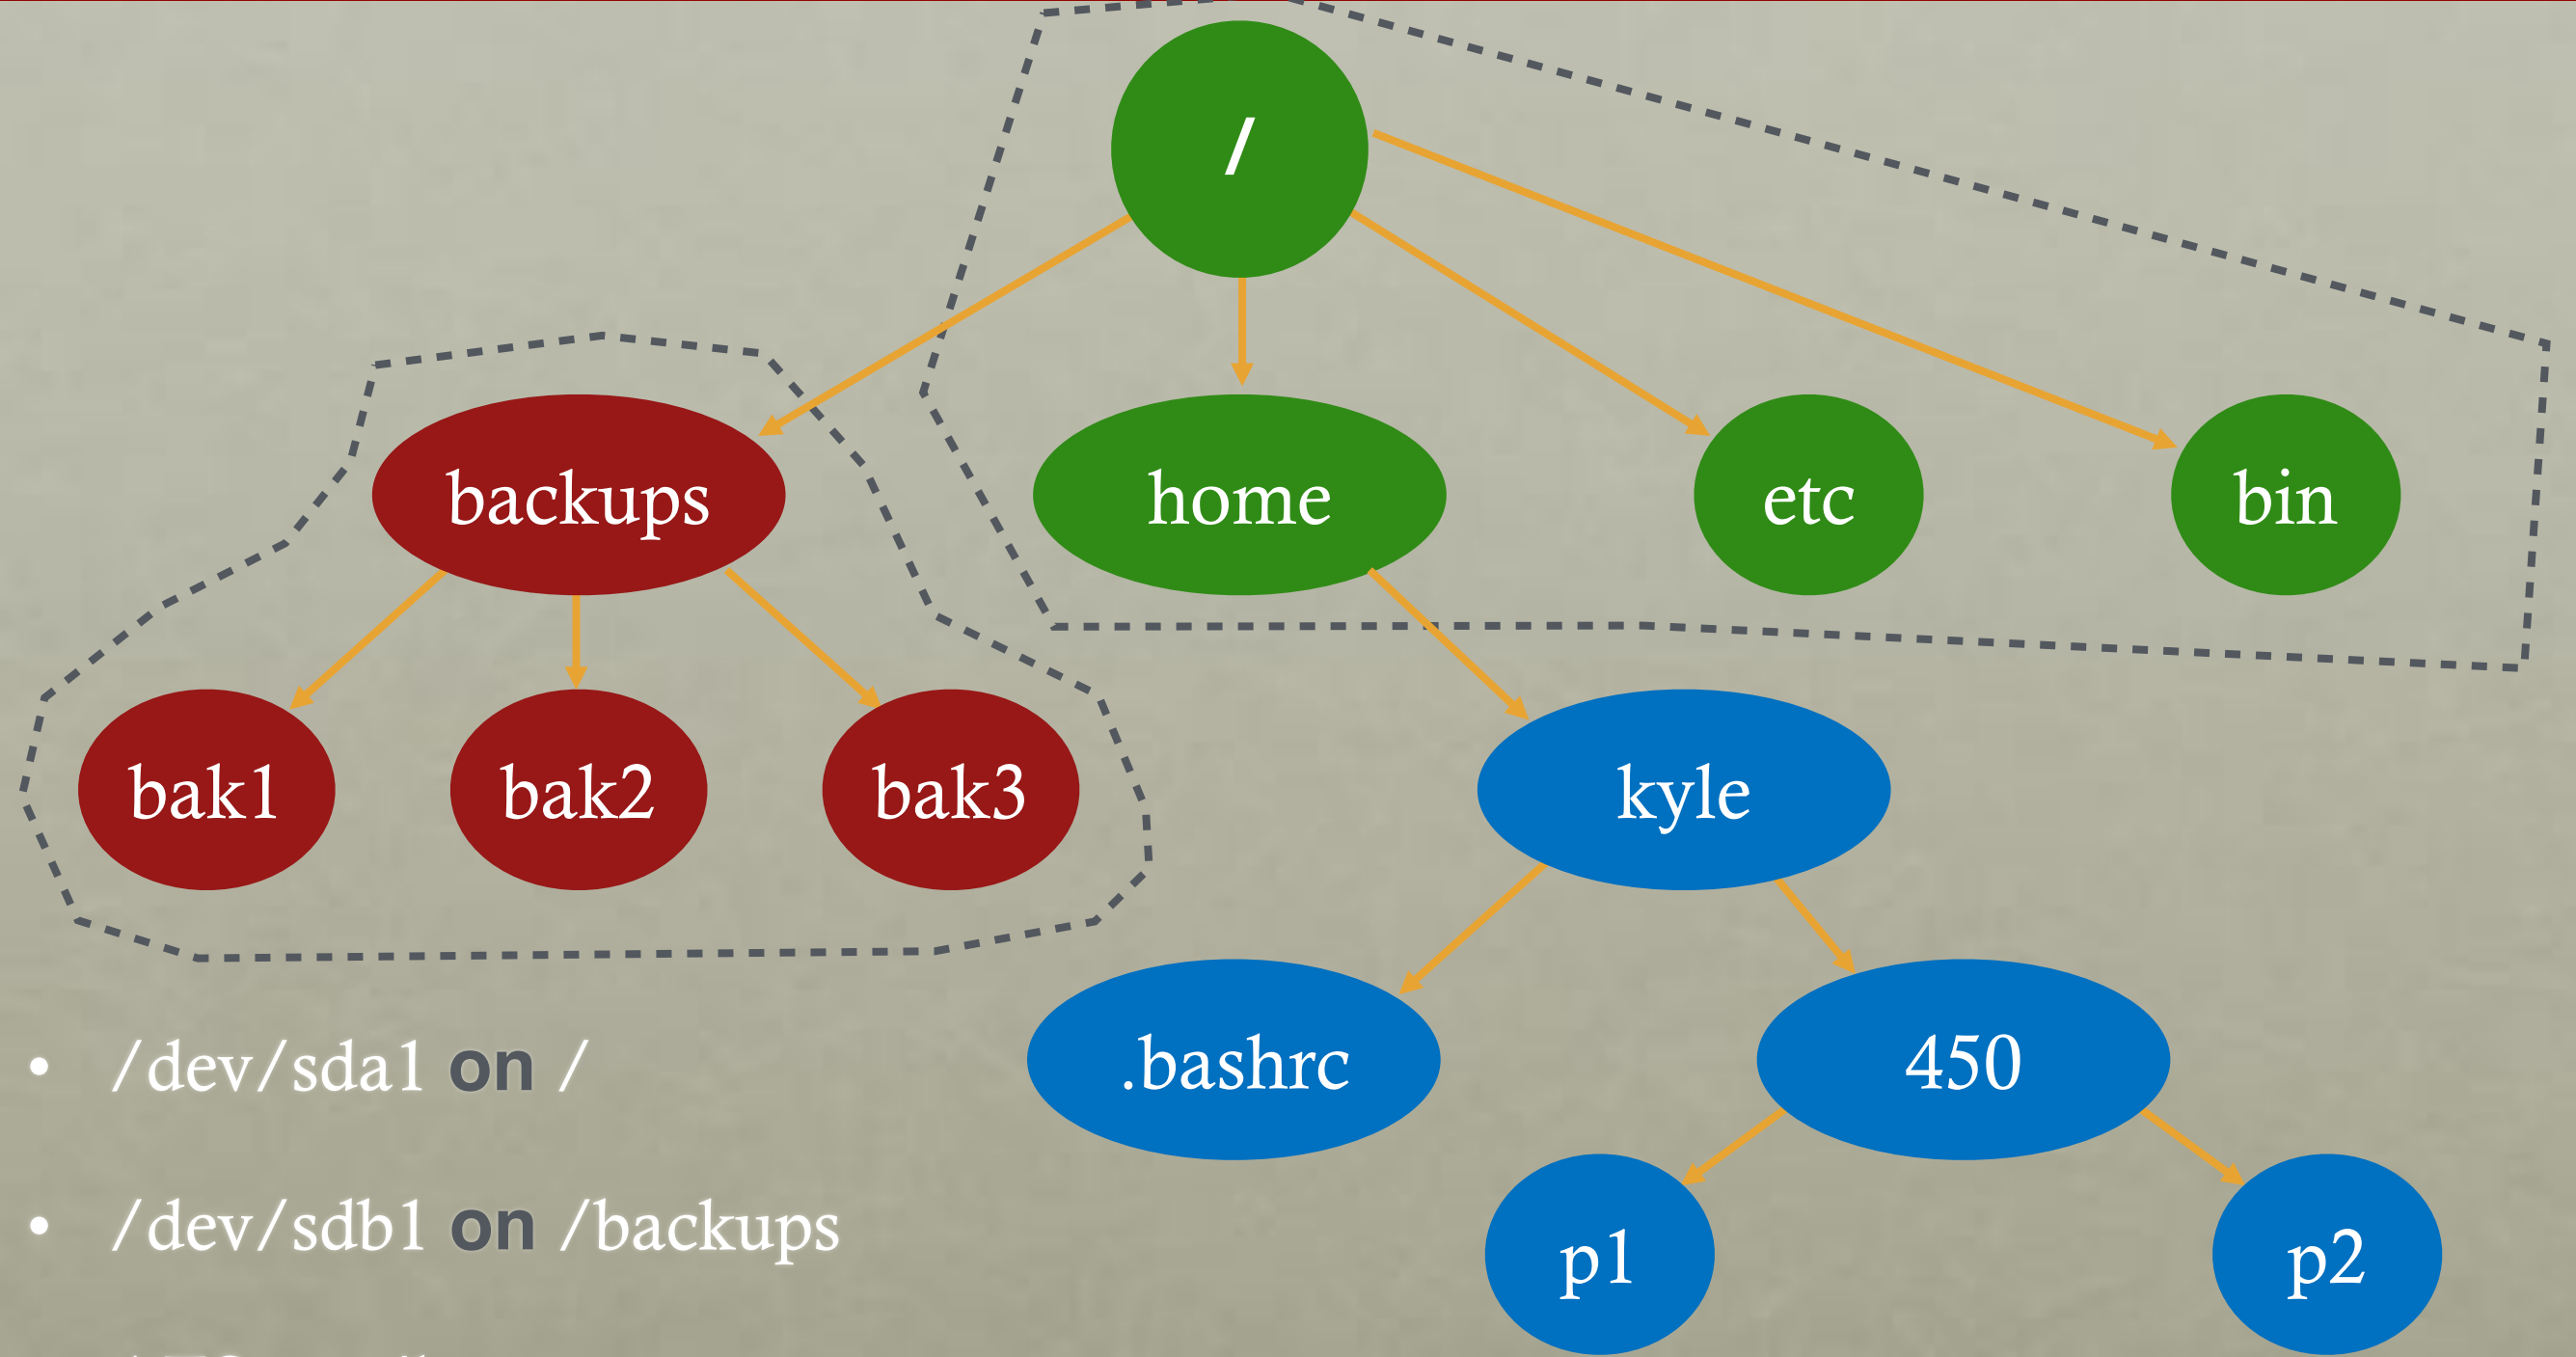 /
backups
home
etc
bin
bak1
bak2
bak3
kyle
.bashrc
450
p1
p2
• /dev/sda1 on /
• /dev/sdb1 on /backups